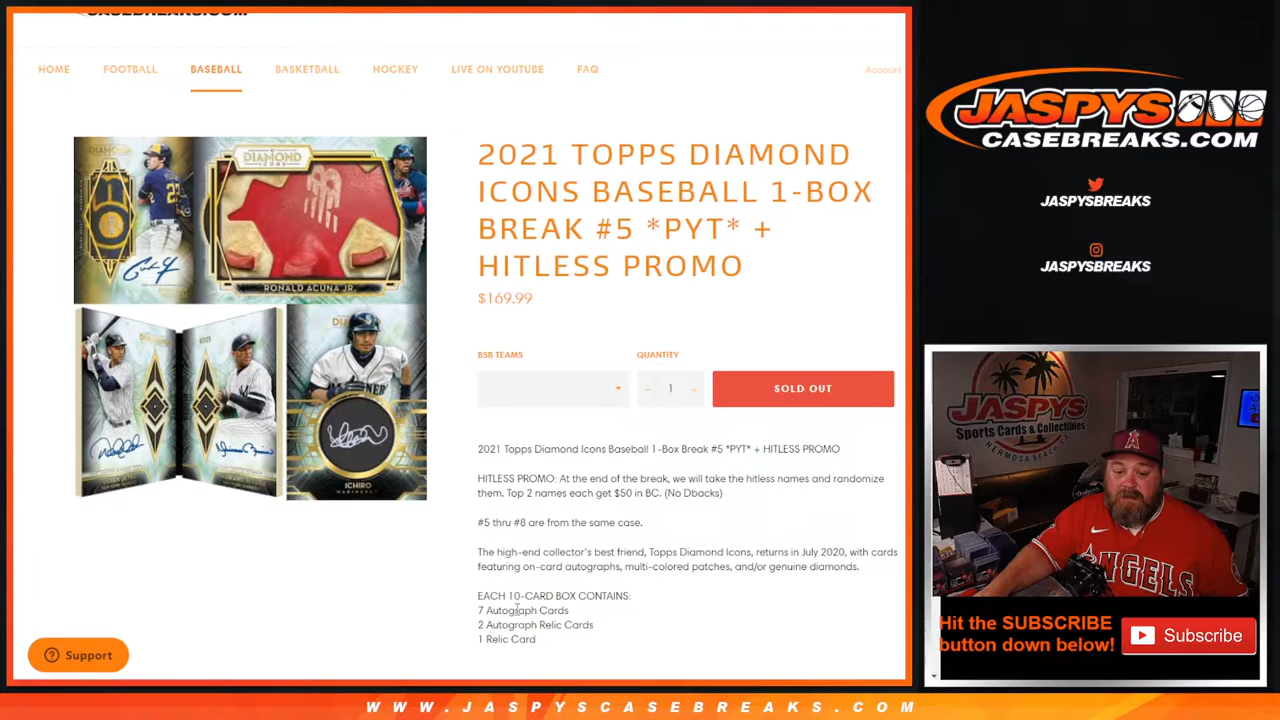 HOME FOOTBALL BASEBALL BASKETBALL HOCKEY LIVE ON YOUTUBE FAQ Account
DIAMOND
ICONS
RONALD ACUNA JR.
ICHIRO
MARINERS
2021 TOPPS DIAMOND
ICONS BASEBALL 1-BOX
BREAK #5 *PYT* +
HITLESS PROMO
$169.99
BSB TEAMS QUANTITY
1
SOLD OUT
2021 Topps Diamond Icons Baseball 1-Box Break #5 *PYT* + HITLESS PROMO
HITLESS PROMO: At the end of the break, we will take the hitless names and randomize
them. Top 2 names each get $50 in BC. (No Dbacks)
#5 thru #8 are from the same case.
The high-end collector's best friend, Topps Diamond Icons, returns in July 2020, with cards
featuring on-card autographs, multi-colored patches, and/or genuine diamonds.
EACH 10-CARD BOX CONTAINS:
7 Autograph Cards
2 Autograph Relic Cards
1 Relic Card
Support
JASPYS
CASEBREAKS.COM
JASPYSBREAKS
JASPYSBREAKS
JASPYS
Sports Cards & Collectibles
HERMOSA BEACH
ANGELS
Hit the SUBSCRIBE
button down below!
Subscribe
WWW.JASPYSCASEBREAKS.COM